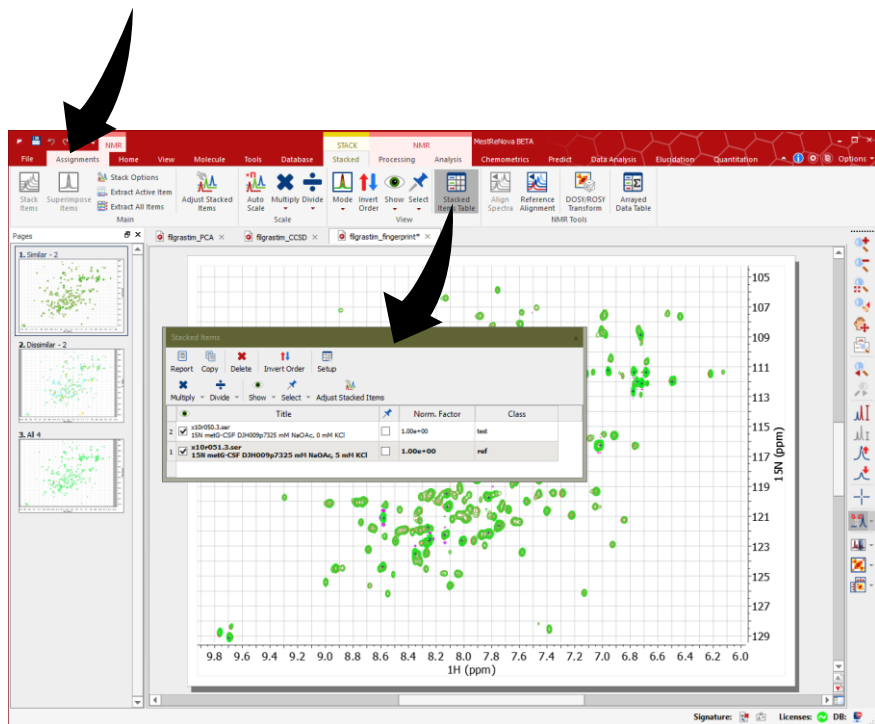 NMR
STACK
NMR
MestReNova BETA
File
Assignments
Home
View
Molecule
Tools
Database
Stacked
Processing
Analysis
Chemometrics
Predict
Data Analysis
Elucidation
Quantitation
Options
Stack Items
Superimpose Items
Stack Options
Extract Active Item
Extract All Items
Main
Adjust Stacked Items
Auto Scale
Multiply
Divide
Scale
Mode
Invert Order
Show
Select
View
Stacked Items Table
Align Spectra
Reference Alignment
DOSY/ROSY Transform
NMR Tools
Arrayed Data Table
Pages
filgrastim_PCA
filgrastim_CCSD
filgrastim_fingerprint*
1. Similar - 2
2. Dissimilar - 2
3. All 4
Stacked Items
Report
Copy
Delete
Invert Order
Setup
Multiply
Divide
Show
Select
Adjust Stacked Items
Title
Norm. Factor
Class
2
x10r050.3.ser
15N metG-CSF DJH009p7325 mM NaOAc, 0 mM KCl
1.00e+00
test
1
x10r051.3.ser
15N metG-CSF DJH009p7325 mM NaOAc, 5 mM KCl
1.00e+00
ref
105
107
109
111
113
115
117
119
121
123
125
127
129
15N (ppm)
9.8 9.6 9.4 9.2 9.0 8.8 8.6 8.4 8.2 8.0 7.8 7.6 7.4 7.2 7.0 6.8 6.6 6.4 6.2 6.0
1H (ppm)
Signature:
Licenses:
DB: